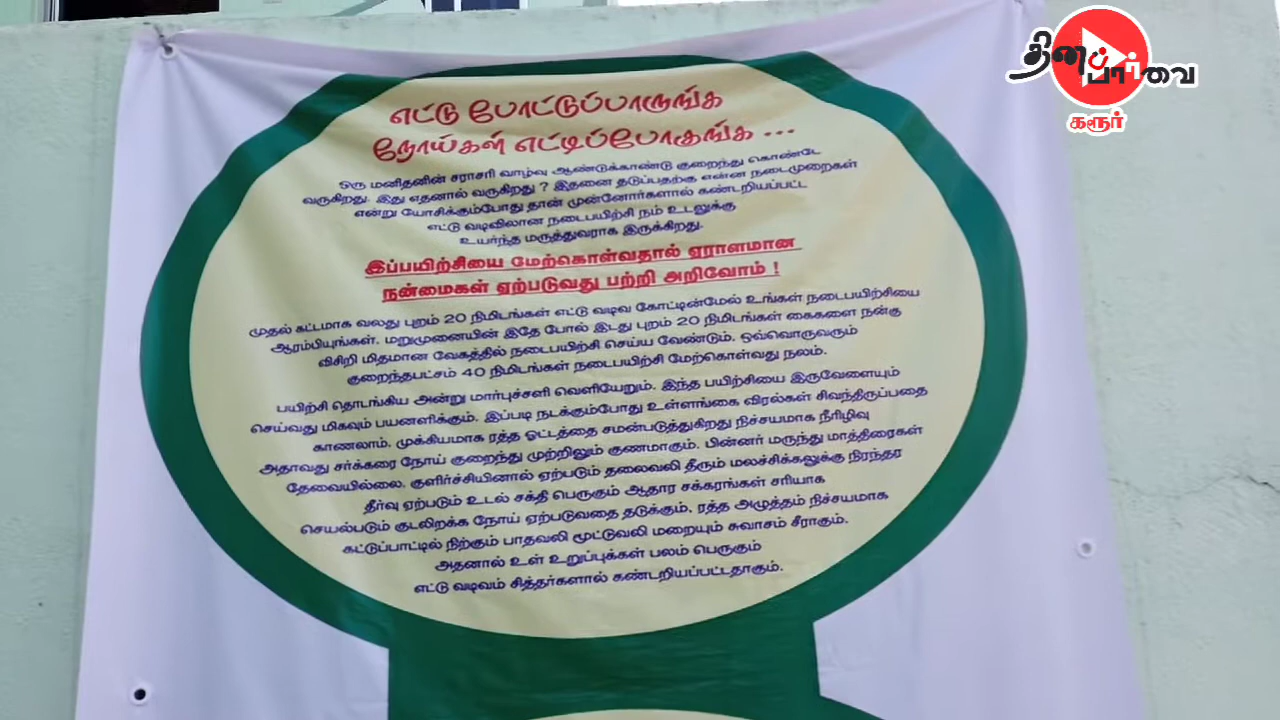 தினப்பார்வை
கரூர்
எட்டு போட்டுப்பாருங்க
நோய்கள் எட்டிப்போகுங்க ...
ஒரு மனிதனின் சராசரி வாழ்வு ஆண்டுக்காண்டு குறைந்து கொண்டே
வருகிறது. இது எதனால் வருகிறது ? இதனை தடுப்பதற்கு என்ன நடைமுறைகள்
என்று யோசிக்கும்போது தான் முன்னோர்களால் கண்டறியப்பட்ட
எட்டு வடிவிலான நடைபயிற்சி நம் உடலுக்கு
உயர்ந்த மருத்துவராக இருக்கிறது.
இப்பயிற்சியை மேற்கொள்வதால் ஏராளமான
நன்மைகள் ஏற்படுவது பற்றி அறிவோம் !
முதல் கட்டமாக வலது புறம் 20 நிமிடங்கள் எட்டு வடிவ கோட்டின்மேல் உங்கள் நடைபயிற்சியை
ஆரம்பியுங்கள். மறுமுனையின் இதே போல் இடது புறம் 20 நிமிடங்கள் கைகளை நன்கு
விசிறி மிதமான வேகத்தில் நடைபயிற்சி செய்ய வேண்டும். ஒவ்வொருவரும்
குறைந்தபட்சம் 40 நிமிடங்கள் நடைபயிற்சி மேற்கொள்வது நலம்.
பயிற்சி தொடங்கிய அன்று மார்புச்சளி வெளியேறும். இந்த பயிற்சியை இருவேளையும்
செய்வது மிகவும் பயனளிக்கும். இப்படி நடக்கும்போது உள்ளங்கை விரல்கள் சிவந்திருப்பதை
காணலாம். முக்கியமாக ரத்த ஓட்டத்தை சமன்படுத்துகிறது நிச்சயமாக நீரிழிவு
அதாவது சர்க்கரை நோய் குறைந்து முற்றிலும் குணமாகும். பின்னர் மருந்து மாத்திரைகள்
தேவையில்லை. குளிர்ச்சியினால் ஏற்படும் தலைவலி தீரும் மலச்சிக்கலுக்கு நிரந்தர
தீர்வு ஏற்படும் உடல் சக்தி பெருகும் ஆதார சக்கரங்கள் சரியாக
செயல்படும் குடலிறக்க நோய் ஏற்படுவதை தடுக்கும். ரத்த அழுத்தம் நிச்சயமாக
கட்டுப்பாட்டில் நிற்கும் பாதவலி மூட்டுவலி மறையும் சுவாசம் சீராகும்.
அதனால் உள் உறுப்புக்கள் பலம் பெருகும்
எட்டு வடிவம் சித்தர்களால் கண்டறியப்பட்டதாகும்.